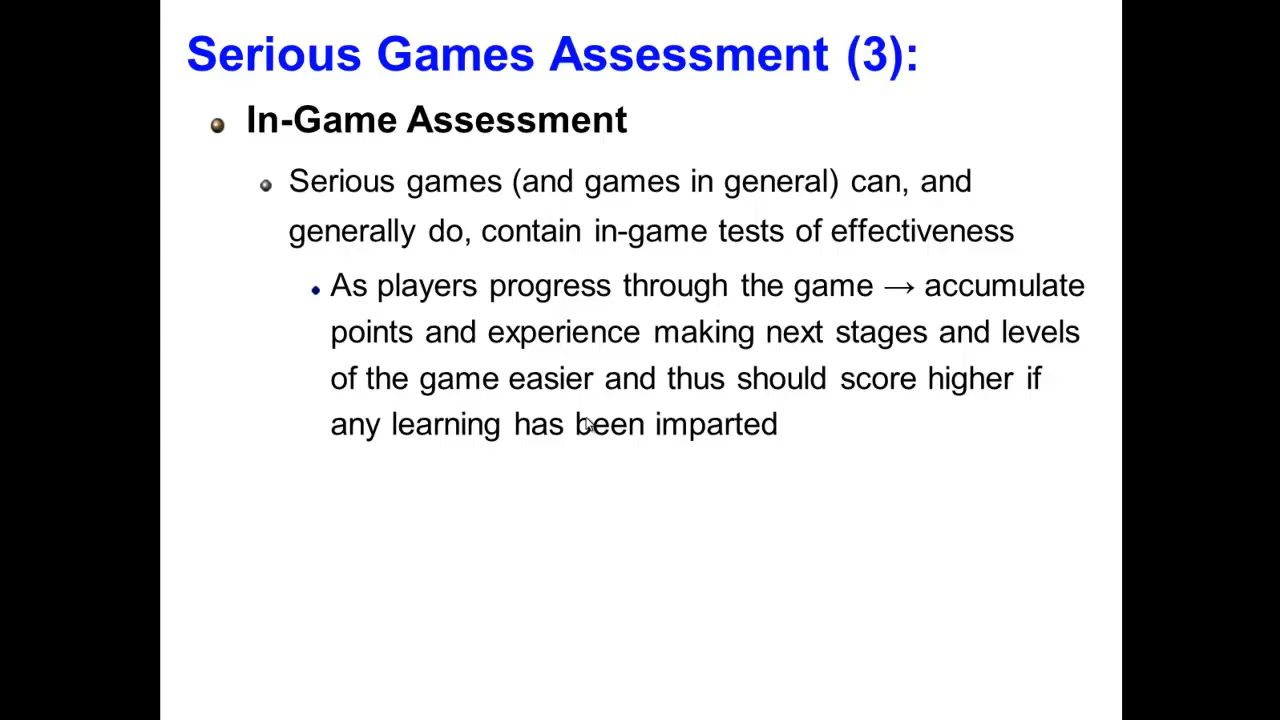 Serious Games Assessment (3):
In-Game Assessment
Serious games (and games in general) can, and
generally do, contain in-game tests of effectiveness
As players progress through the game → accumulate
points and experience making next stages and levels
of the game easier and thus should score higher if
any learning has been imparted